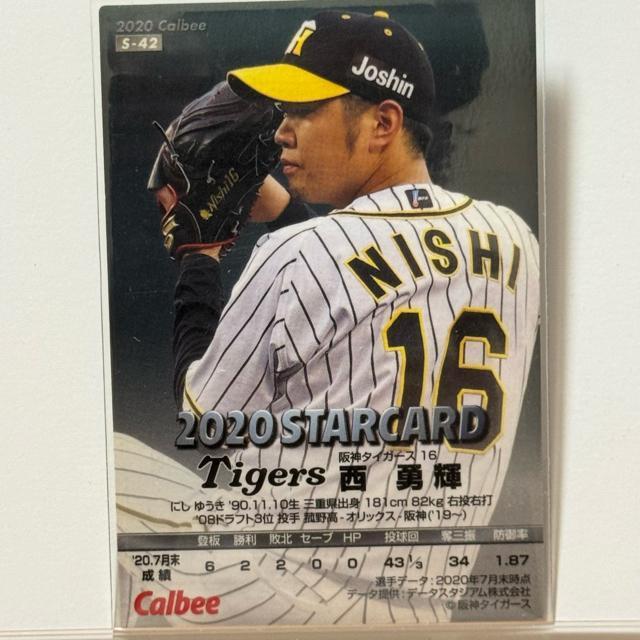 2020 Calbee
S-42
H
Joshin
Nishi16
NISHI
16
2020 STARCARD
Tigers
阪神タイガース 16
西 勇輝
にし ゆうき '90.11.10生 三重県出身 181cm 82kg 右投右打
'08ドラフト3位 投手 菰野高 - オリックス - 阪神('19~)
登板 勝利 敗北 セーブ HP 投球回 奪三振 防御率
'20.7月末成績 6 2 2 0 0 43 1/3 34 1.87
選手データ:2020年7月末時点
データ提供:データスタジアム株式会社
Calbee
©阪神タイガース